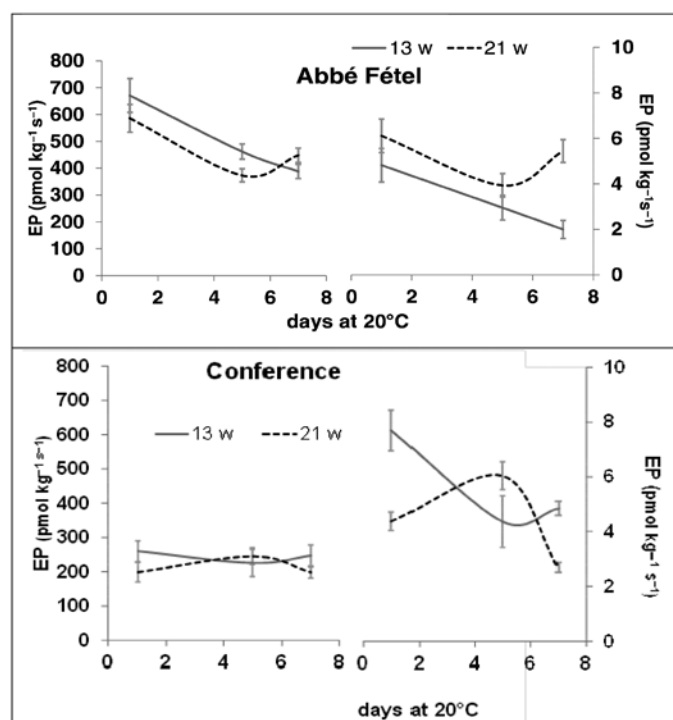 13 w 21 w
Abbé Fétel
EP (pmol kg⁻¹ s⁻¹)
800
700
600
500
400
300
200
100
0
0 2 4 6 8
0 2 4 6 8
10
8
6
4
2
0
EP (pmol kg⁻¹s⁻¹)
days at 20°C
Conference
13 w 21 w
EP (pmol kg⁻¹ s⁻¹)
800
700
600
500
400
300
200
100
0
0 2 4 6 8
0 2 4 6 8
10
8
6
4
2
0
EP (pmol kg⁻¹ s⁻¹)
days at 20°C